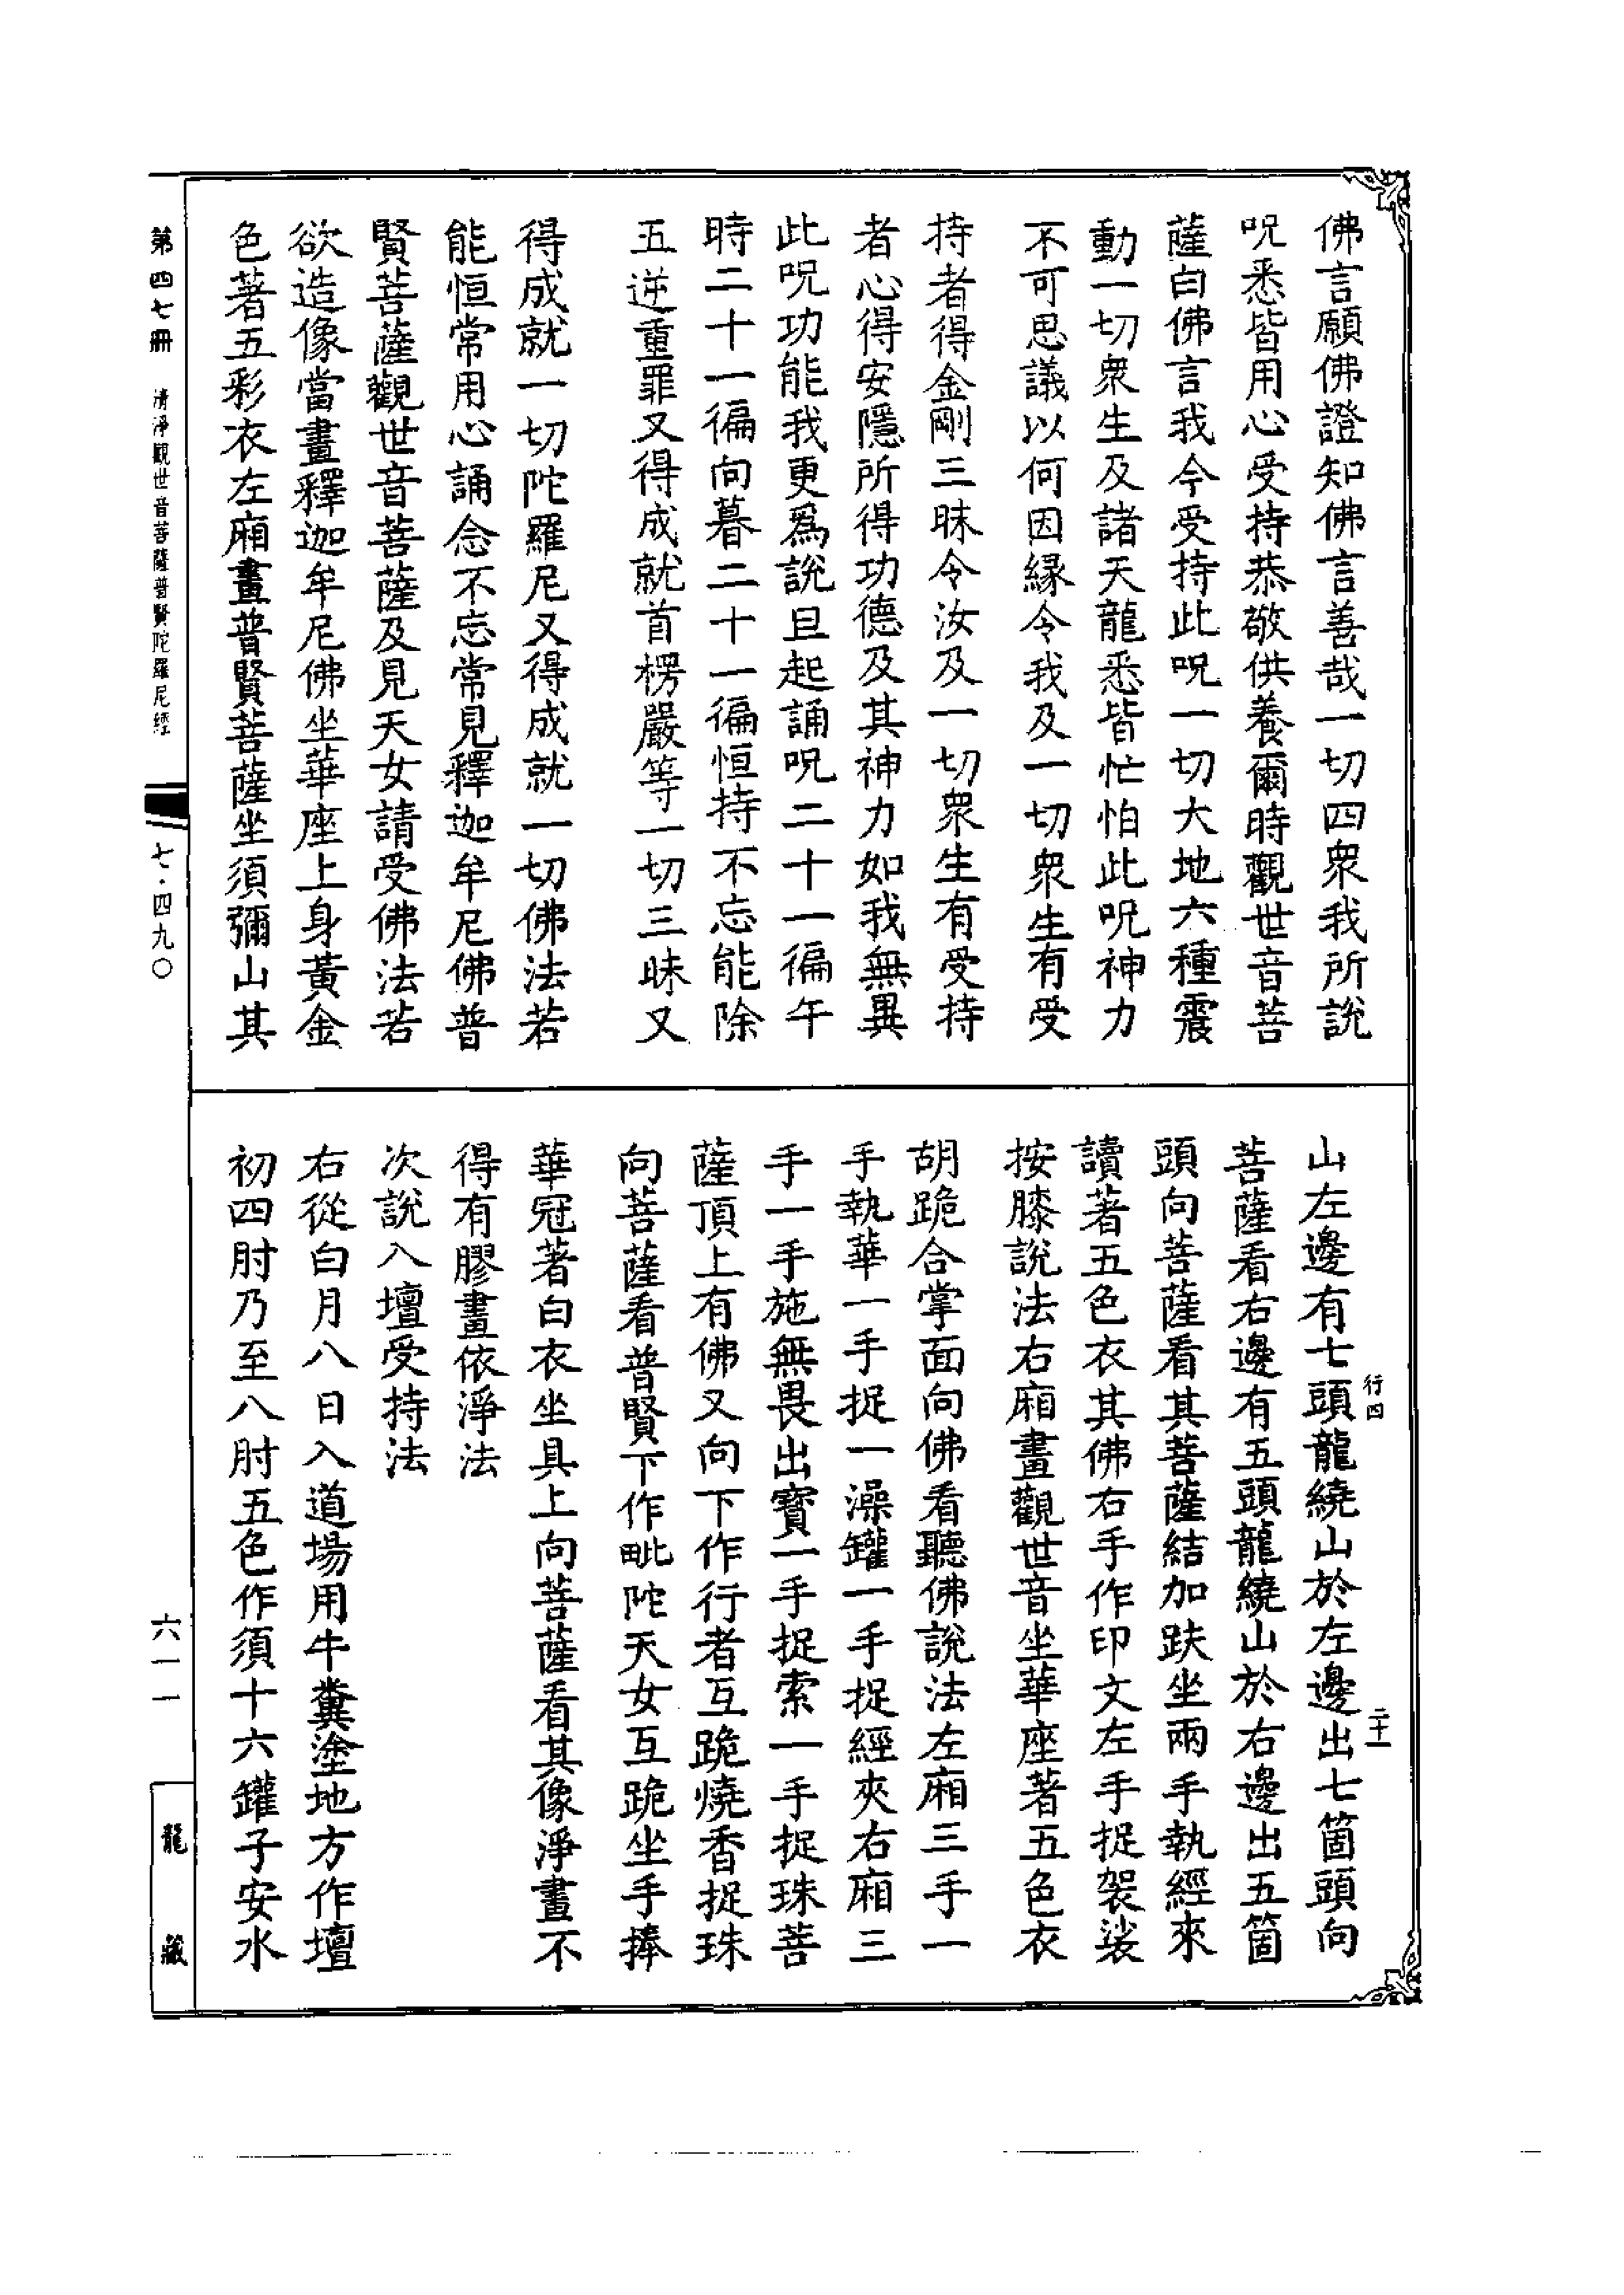 佛言願佛證知佛言善哉一切四衆我所說
呪悉皆用心受持恭敬供養爾時觀世音菩
薩白佛言我今受持此呪一切大地六種震
動一切衆生及諸天龍悉皆忙怕此呪神力
不可思議以何因緣令我及一切衆生有受
持者得金剛三昧令汝及一切衆生有受持
者心得安隱所得功德及其神力如我無異
此呪功能我更爲說旦起誦呪二十一徧午
時二十一徧向暮二十一徧恒持不忘能除
五逆重罪又得成就首楞嚴等一切三昧又
得成就一切陀羅尼又得成就一切佛法若
能恒常用心誦念不忘常見釋迦牟尼佛普
賢菩薩觀世音菩薩及見天女請受佛法若
欲造像當畫釋迦牟尼佛坐華座上身黃金
色著五彩衣左廂畫普賢菩薩坐須彌山其
行四
二十一
山左邊有七頭龍繞山於左邊出七箇頭向
菩薩看右邊有五頭龍繞山於右邊出五箇
頭向菩薩看其菩薩結加趺坐兩手執經來
讀著五色衣其佛右手作印文左手捉袈裟
按膝說法右廂畫觀世音坐華座著五色衣
胡跪合掌面向佛看聽佛說法左廂三手一
手執華一手捉一澡罐一手捉經夾右廂三
手一手施無畏出寶一手捉索一手捉珠菩
薩頂上有佛又向下作行者互跪燒香捉珠
向菩薩看普賢下作毗陀天女互跪坐手捧
華冠著白衣坐具上向菩薩看其像淨畫不
得有膠畫依淨法
次說入壇受持法
右從白月八日入道場用牛糞塗地方作壇
初四肘乃至八肘五色作須十六罐子安水
第四七冊
清淨觀世音菩薩普賢陀羅尼經
七·四九〇
六一一
龍藏